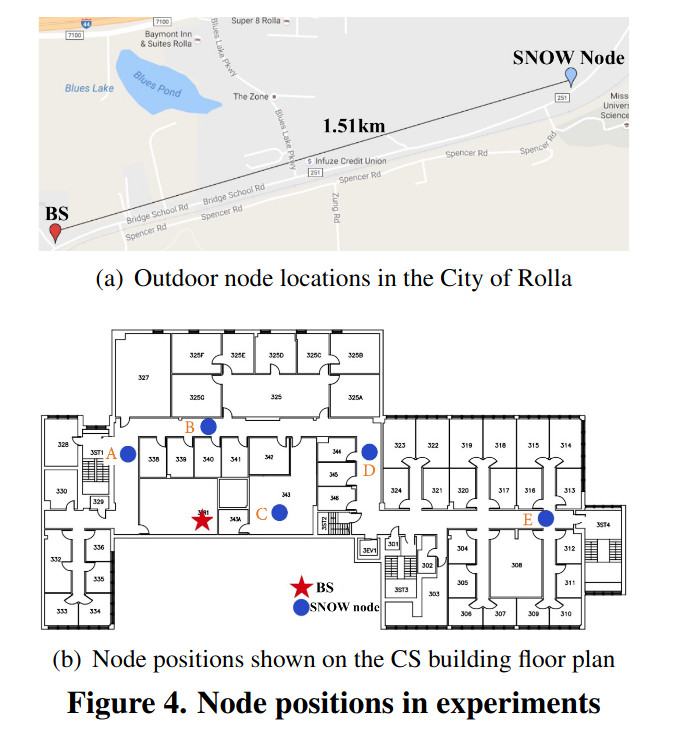 44
7100
Super 8 Rolla
7100
Baymont Inn
& Suites Rolla
Blues Lake Pkwy
SNOW Node
Blues Lake
Blues Pond
The Zone
251
Miss
Univers
Science
1.51km
Blues Lake Pkwy
Infuze Credit Union
251
Spencer Rd
Spencer Rd
Spencer Rd
BS
Bridge School Rd
Bridge School Rd
Spencer Rd
Spencer Rd
Zung Rd
(a) Outdoor node locations in the City of Rolla
327
325F
325E
325D
325C
325B
325G
325
325A
328
3ST1
A
B
338
339
340
341
342
344
D
323
322
319
318
315
314
330
329
345
343
346
324
321
320
317
316
313
341
343A
C
3ST2
E
3ST4
332
336
335
333
334
3EV1
301
302
3ST3
303
304
305
306
307
308
309
310
311
312
BS
SNOW node
(b) Node positions shown on the CS building floor plan
Figure 4. Node positions in experiments